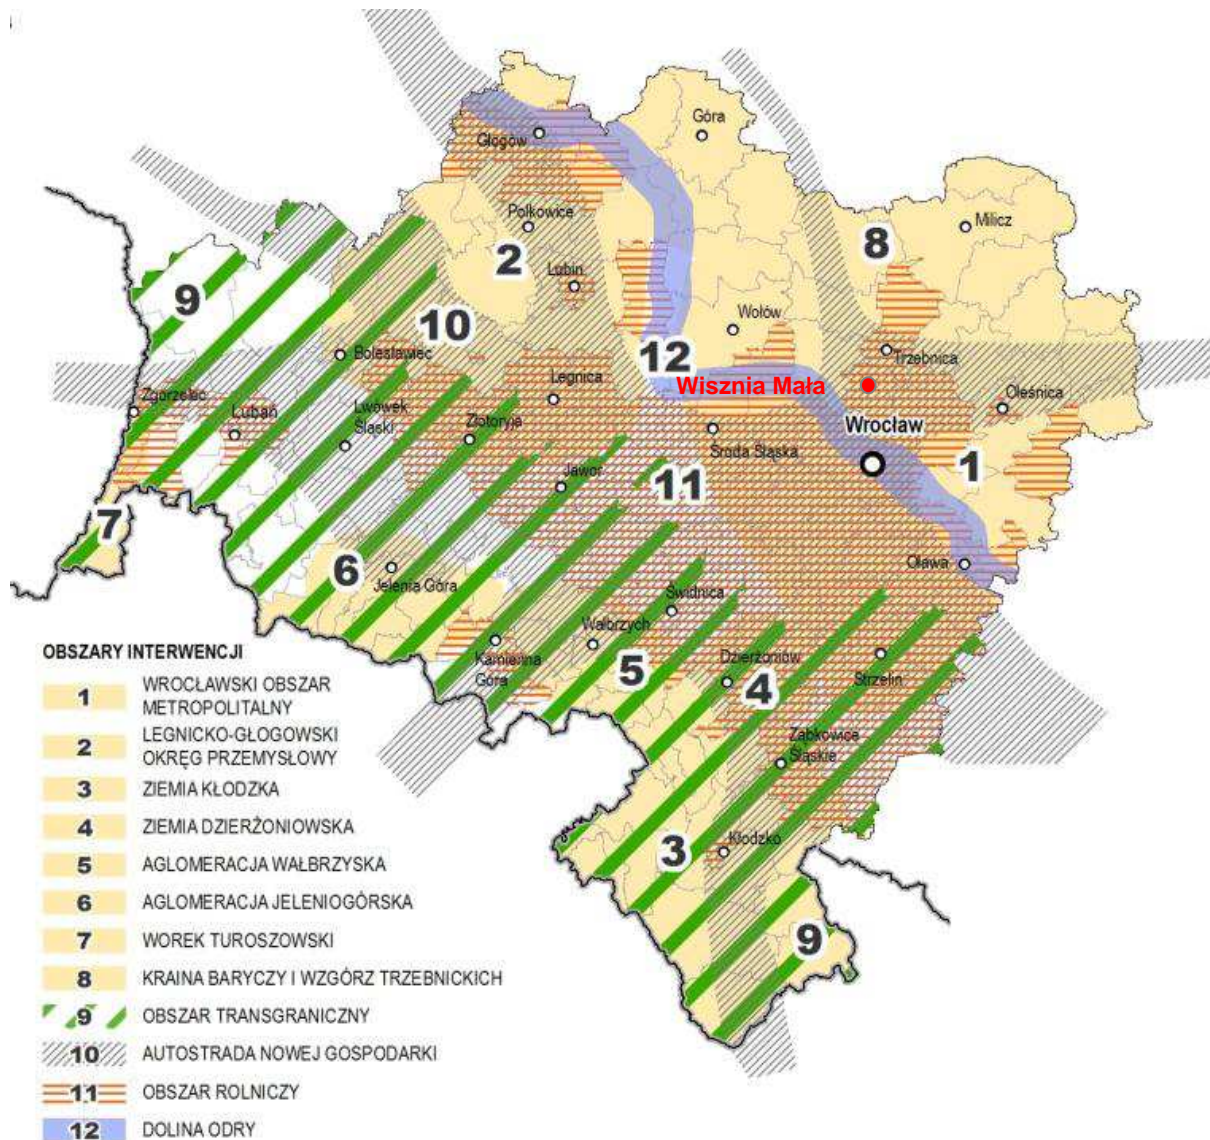 Góra
Głogów
Milicz
Polkowice
8
2
Lubin
9
Wołów
10
12
Trzebnica
Bolesławiec
Legnica
Wisznia Mała
Zgorzelec
Lubań
Lwówek
Śląski
Złotoryja
Oleśnica
Wrocław
Środa Śląska
1
Jawor
11
7
6
Jelenia Góra
Oława
Świdnica
Wałbrzych
Kamienna
Góra
5
Dzierżoniów
4
Strzelin
Ząbkowice
Śląskie
3
Kłodzko
9
OBSZARY INTERWENCJI
1 WROCŁAWSKI OBSZAR
METROPOLITALNY
2 LEGNICKO-GŁOGOWSKI
OKRĘG PRZEMYSŁOWY
3 ZIEMIA KŁODZKA
4 ZIEMIA DZIERŻONIOWSKA
5 AGLOMERACJA WAŁBRZYSKA
6 AGLOMERACJA JELENIOGÓRSKA
7 WOREK TUROSZOWSKI
8 KRAINA BARYCZY I WZGÓRZ TRZEBNICKICH
9 OBSZAR TRANSGRANICZNY
10 AUTOSTRADA NOWEJ GOSPODARKI
11 OBSZAR ROLNICZY
12 DOLINA ODRY